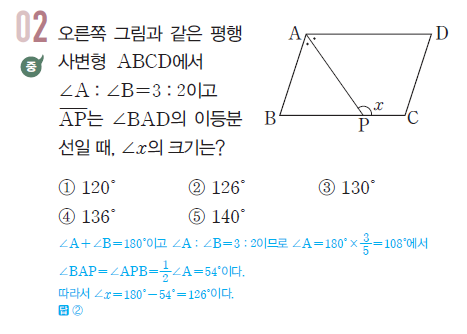 02 오른쪽 그림과 같은 평행
중 사변형 ABCD에서
∠A : ∠B=3 : 2이고
\overline{AP}는 ∠BAD의 이등분
선일 때, ∠x의 크기는?
A D
B P C
x
① 120° ② 126° ③ 130°
④ 136° ⑤ 140°
∠A+∠B=180°이고 ∠A : ∠B=3 : 2이므로 ∠A=180°×\frac{3}{5}=108°에서
∠BAP=∠APB=\frac{1}{2}∠A=54°이다.
따라서 ∠x=180°-54°=126°이다.
답 ②